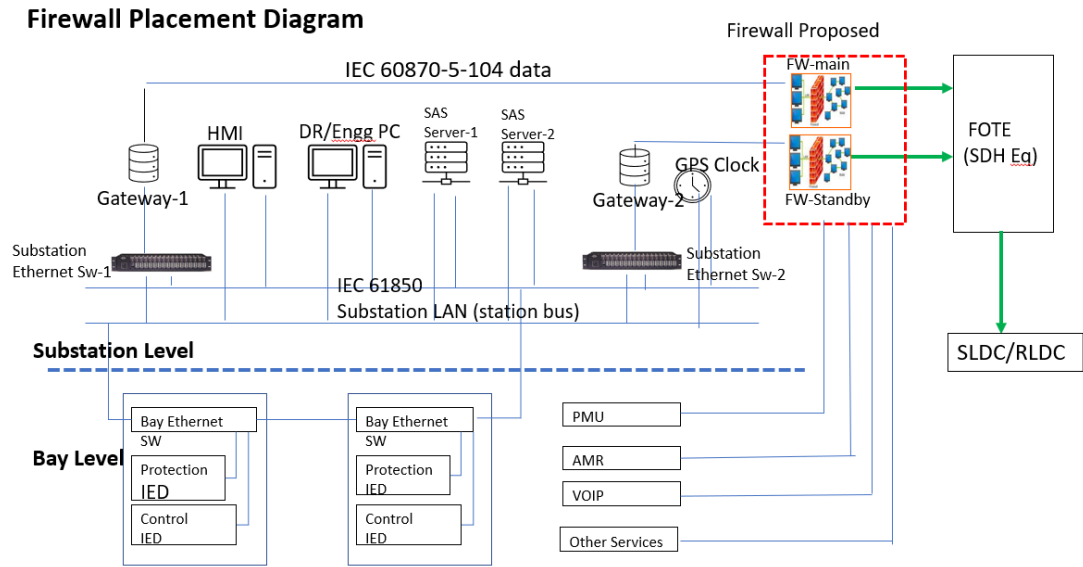 Firewall Placement Diagram
Firewall Proposed
IEC 60870-5-104 data
FW-main
HMI
DR/Engg PC
SAS
Server-1
SAS
Server-2
FOTE
(SDH Eq)
Gateway-1
Gateway-2
GPS Clock
FW-Standby
Substation
Ethernet Sw-1
Substation
Ethernet Sw-2
IEC 61850
Substation LAN (station bus)
Substation Level
SLDC/RLDC
Bay Level
Bay Ethernet
SW
Protection
IED
Control
IED
Bay Ethernet
SW
Protection
IED
Control
IED
PMU
AMR
VOIP
Other Services